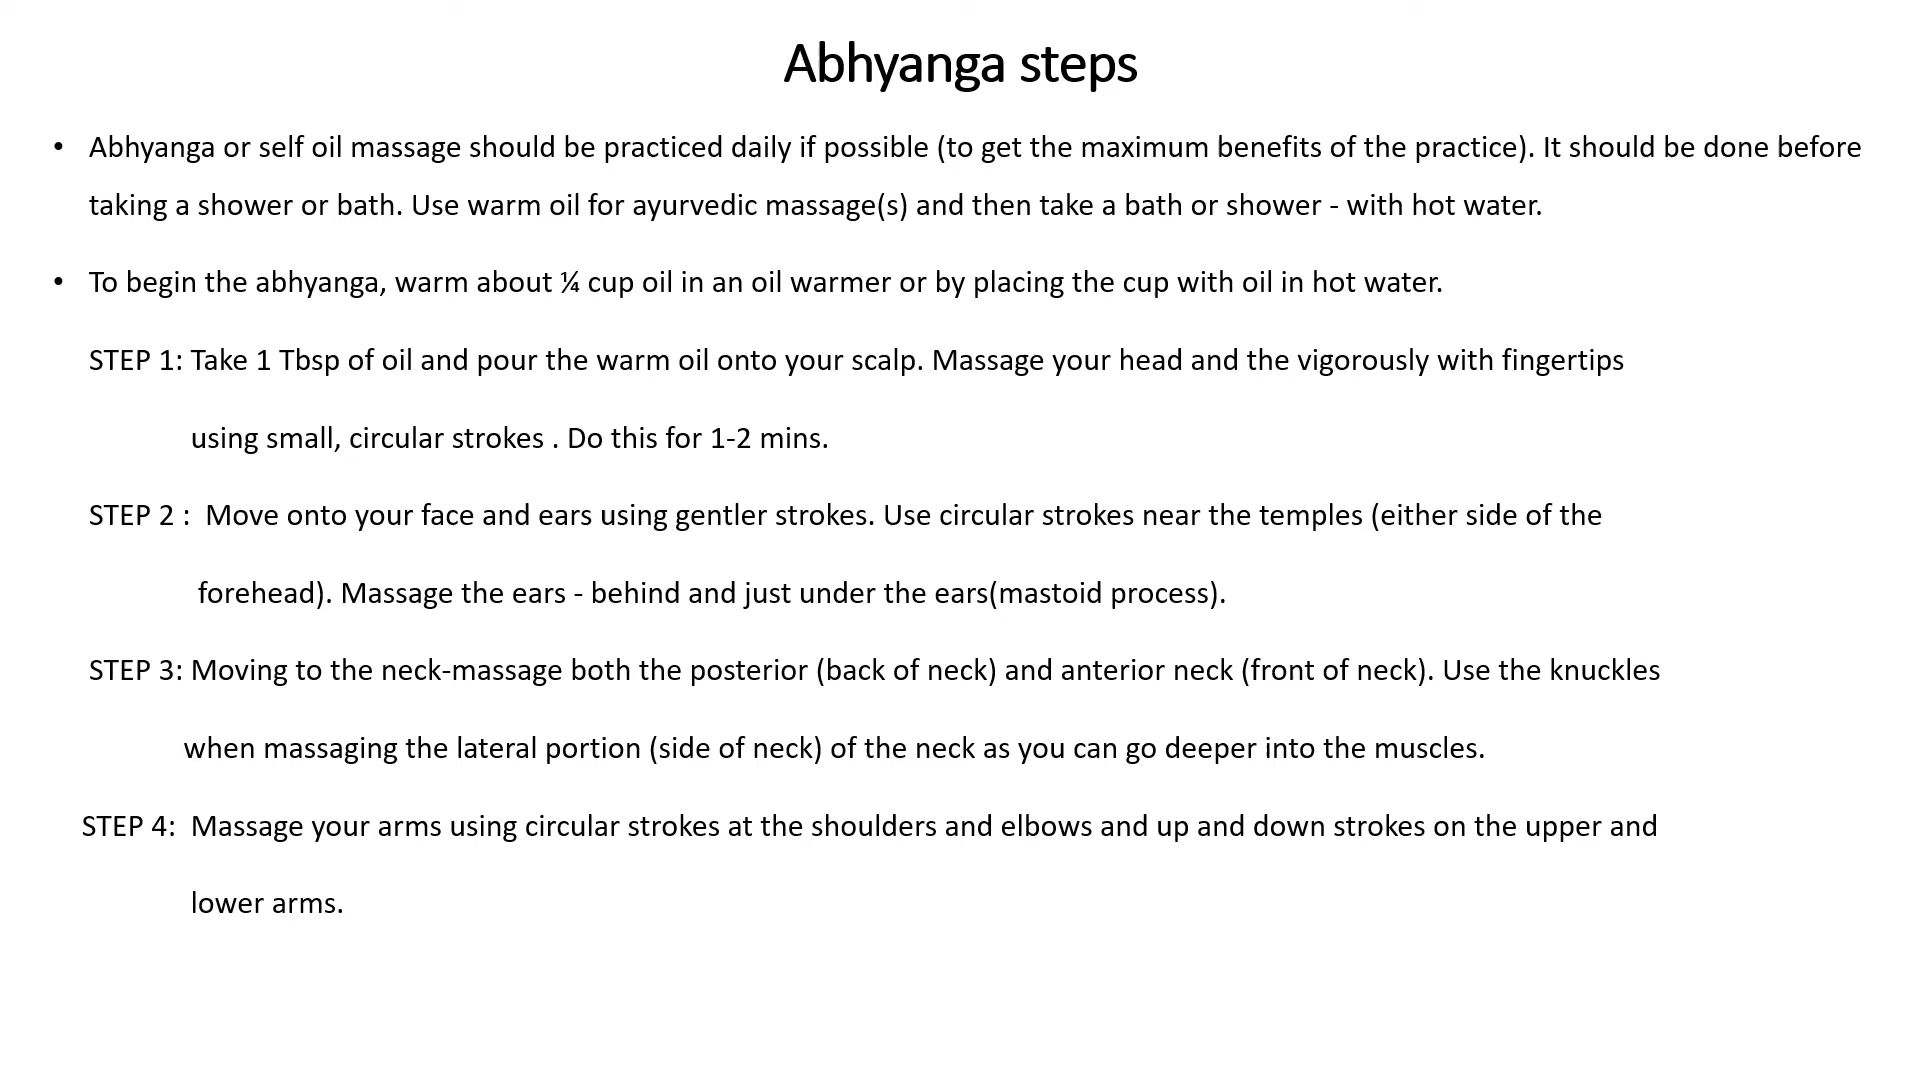 Abhyanga steps
• Abhyanga or self oil massage should be practiced daily if possible (to get the maximum benefits of the practice). It should be done before
taking a shower or bath. Use warm oil for ayurvedic massage(s) and then take a bath or shower - with hot water.
• To begin the abhyanga, warm about ¼ cup oil in an oil warmer or by placing the cup with oil in hot water.
STEP 1: Take 1 Tbsp of oil and pour the warm oil onto your scalp. Massage your head and the vigorously with fingertips
using small, circular strokes . Do this for 1-2 mins.
STEP 2 :  Move onto your face and ears using gentler strokes. Use circular strokes near the temples (either side of the
forehead). Massage the ears - behind and just under the ears(mastoid process).
STEP 3: Moving to the neck-massage both the posterior (back of neck) and anterior neck (front of neck). Use the knuckles
when massaging the lateral portion (side of neck) of the neck as you can go deeper into the muscles.
STEP 4:  Massage your arms using circular strokes at the shoulders and elbows and up and down strokes on the upper and
lower arms.